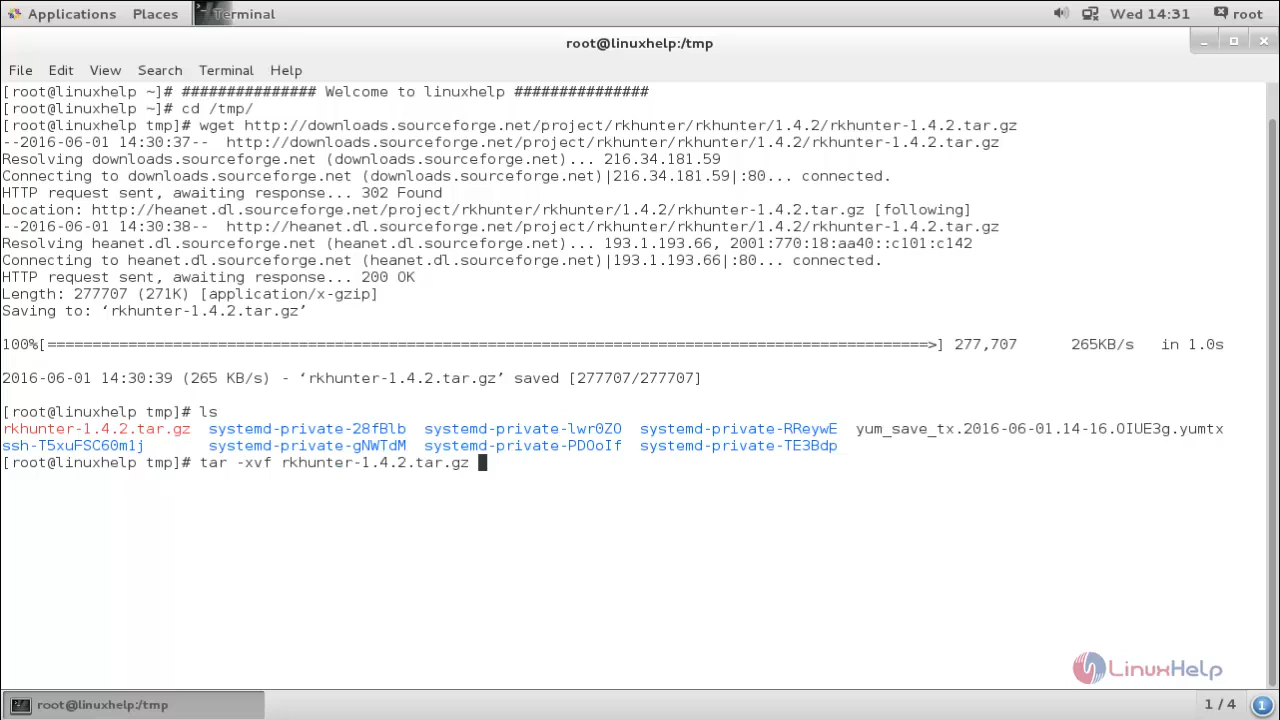 Applications Places Terminal Wed 14:31 root
root@linuxhelp:/tmp
File Edit View Search Terminal Help
[root@linuxhelp ~]# ############### Welcome to linuxhelp ###############
[root@linuxhelp ~]# cd /tmp/
[root@linuxhelp tmp]# wget http://downloads.sourceforge.net/project/rkhunter/rkhunter/1.4.2/rkhunter-1.4.2.tar.gz
--2016-06-01 14:30:37-- http://downloads.sourceforge.net/project/rkhunter/rkhunter/1.4.2/rkhunter-1.4.2.tar.gz
Resolving downloads.sourceforge.net (downloads.sourceforge.net)... 216.34.181.59
Connecting to downloads.sourceforge.net (downloads.sourceforge.net)|216.34.181.59|:80... connected.
HTTP request sent, awaiting response... 302 Found
Location: http://heanet.dl.sourceforge.net/project/rkhunter/rkhunter/1.4.2/rkhunter-1.4.2.tar.gz [following]
--2016-06-01 14:30:38-- http://heanet.dl.sourceforge.net/project/rkhunter/rkhunter/1.4.2/rkhunter-1.4.2.tar.gz
Resolving heanet.dl.sourceforge.net (heanet.dl.sourceforge.net)... 193.1.193.66, 2001:770:18:aa40::c101:c142
Connecting to heanet.dl.sourceforge.net (heanet.dl.sourceforge.net)|193.1.193.66|:80... connected.
HTTP request sent, awaiting response... 200 OK
Length: 277707 (271K) [application/x-gzip]
Saving to: ‘rkhunter-1.4.2.tar.gz’
100%[==================================================================================================>] 277,707 265KB/s in 1.0s
2016-06-01 14:30:39 (265 KB/s) - ‘rkhunter-1.4.2.tar.gz’ saved [277707/277707]
[root@linuxhelp tmp]# ls
rkhunter-1.4.2.tar.gz systemd-private-28fBlb systemd-private-lwr0ZO systemd-private-RReywE yum_save_tx.2016-06-01.14-16.OIUE3g.yumtx
ssh-T5xuFSC60m1j systemd-private-gNWTdM systemd-private-PDOoIf systemd-private-TE3Bdp
[root@linuxhelp tmp]# tar -xvf rkhunter-1.4.2.tar.gz
LinuxHelp
root@linuxhelp:/tmp 1 / 4 1